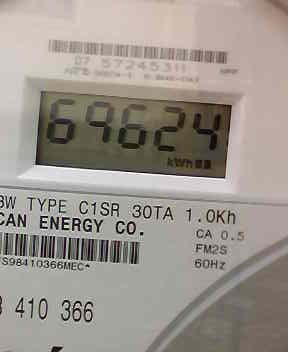 07 57245311
69624
kWh
3W TYPE C1SR 30TA 1.0Kh
CAN ENERGY CO.
CA 0.5
FM2S
S98410366MEC*
60Hz
410 366